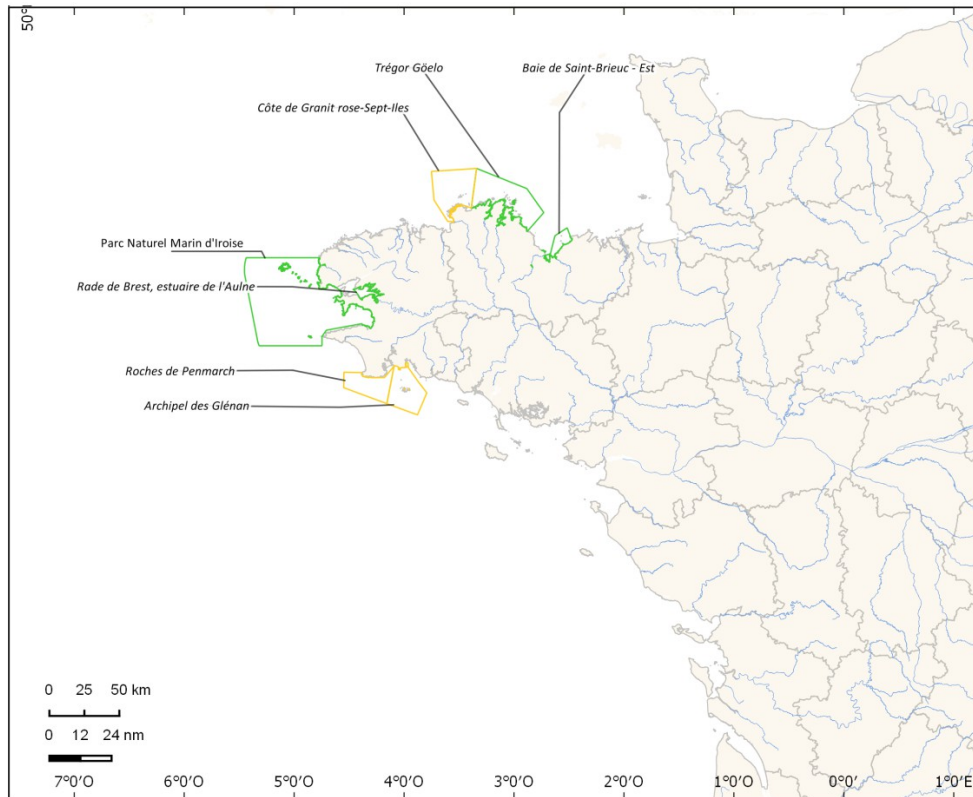 50°
Trégor Göelo
Baie de Saint-Brieuc - Est
Côte de Granit rose-Sept-Iles
Parc Naturel Marin d'Iroise
Rade de Brest, estuaire de l'Aulne
Roches de Penmarch
Archipel des Glénan
0 25 50 km
0 12 24 nm
7°0'O 6°0'O 5°0'O 4°0'O 3°0'O 2°0'O 1°0'O 0°0' 1°0'E